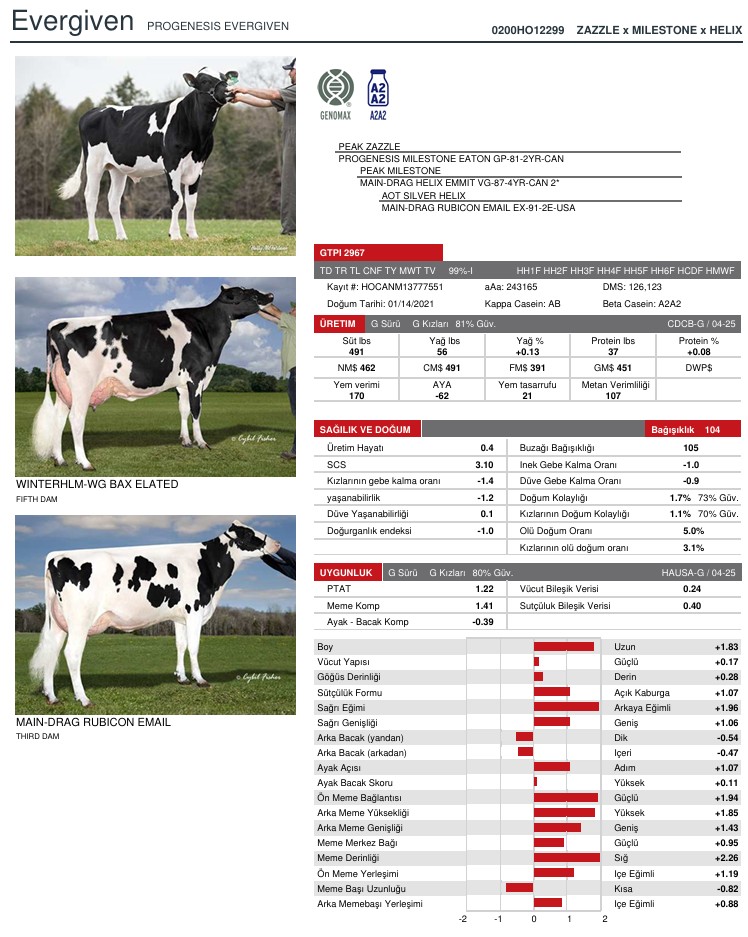 Evergiven PROGENESIS EVERGIVEN
0200HO12299 ZAZZLE x MILESTONE x HELIX
GENOMAX
A2
A2
A2A2
PEAK ZAZZLE
PROGENESIS MILESTONE EATON GP-81-2YR-CAN
PEAK MILESTONE
MAIN-DRAG HELIX EMMIT VG-87-4YR-CAN 2*
AOT SILVER HELIX
MAIN-DRAG RUBICON EMAIL EX-91-2E-USA
GTPI 2967
TD TR TL CNF TY MWT TV 99%-I HH1F HH2F HH3F HH4F HH5F HH6F HCDF HMWF
Kayıt #: HOCANM13777551 aAa: 243165 DMS: 126,123
Doğum Tarihi: 01/14/2021 Kappa Casein: AB Beta Casein: A2A2
ÜRETIM G Sürü G Kızları 81% Güv. CDCB-G / 04-25
Süt lbs Yağ lbs Yağ % Protein lbs Protein %
491 56 +0.13 37 +0.08
NM$ 462 CM$ 491 FM$ 391 GM$ 451 DWP$
Yem verimi AYA Yem tasarrufu Metan Verimliliği
170 -62 21 107
SAĞILIK VE DOĞUM Bağışıklık 104
Üretim Hayatı 0.4 Buzağı Bağışıklığı 105
SCS 3.10 Inek Gebe Kalma Oranı -1.0
Kızlarının gebe kalma oranı -1.4 Düve Gebe Kalma Oranı -0.9
yaşanabilirlik -1.2 Doğum Kolaylığı 1.7% 73% Güv.
Düve Yaşanabilirliği 0.1 Kızlarının Doğum Kolaylığı 1.1% 70% Güv.
Doğurganlık endeksi -1.0 Olü Doğum Oranı 5.0%
Kızlarının olü doğum oranı 3.1%
UYGUNLUK G Sürü G Kızları 80% Güv. HAUSA-G / 04-25
PTAT 1.22 Vücut Bileşik Verisi 0.24
Meme Komp 1.41 Sutçüluk Bileşik Verisi 0.40
Ayak - Bacak Komp -0.39
Boy Uzun +1.83
Vücut Yapısı Güçlü +0.17
Göğüs Derinliği Derin +0.28
Sütçülük Formu Açık Kaburga +1.07
Sağrı Eğimi Arkaya Eğimli +1.96
Sağrı Genişliği Geniş +1.06
Arka Bacak (yandan) Dik -0.54
Arka Bacak (arkadan) Içeri -0.47
Ayak Açısı Adım +1.07
Ayak Bacak Skoru Yüksek +0.11
Ön Meme Bağlantısı Güçlü +1.94
Arka Meme Yüksekliği Yüksek +1.85
Arka Meme Genişliği Geniş +1.43
Meme Merkez Bağı Güçlü +0.95
Meme Derinliği Sığ +2.26
Ön Meme Yerleşimi Içe Eğimli +1.19
Meme Başı Uzunluğu Kısa -0.82
Arka Memebaşı Yerleşimi Içe Eğimli +0.88
-2 -1 0 1 2
© Cybil Fisher
WINTERHLM-WG BAX ELATED
FIFTH DAM
© Cybil Fisher
MAIN-DRAG RUBICON EMAIL
THIRD DAM